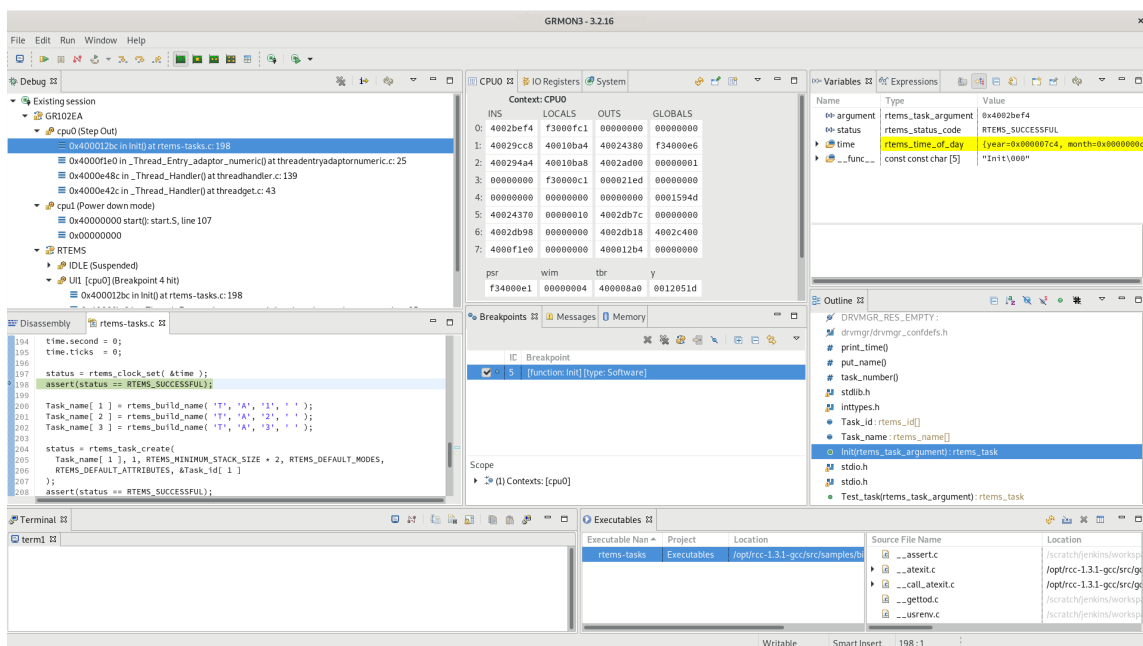 GRMON3 - 3.2.16
File Edit Run Window Help
Debug
Existing session
GR102EA
cpu0 (Step Out)
0x400012bc in Init() at rtems-tasks.c: 198
0x4000f1e0 in _Thread_Entry_adaptor_numeric() at threadentryadaptornumeric.c: 25
0x4000e48c in _Thread_Handler() at threadhandler.c: 139
0x4000e42c in _Thread_Handler() at threadget.c: 43
cpu1 (Power down mode)
0x40000000 start(): start.S, line 107
0x00000000
RTEMS
IDLE (Suspended)
UI1 [cpu0] (Breakpoint 4 hit)
0x400012bc in Init() at rtems-tasks.c: 198
CPU0 IO Registers System
Context: CPU0
INS LOCALS OUTS GLOBALS
0: 4002bef4 f3000fc1 00000000 00000000
1: 40029cc8 40010ba4 40024380 f34000e6
2: 400294a4 40010ba8 4002ad00 00000001
3: 00000000 f30000c1 000021ed 00000000
4: 00000000 00000000 00000000 0001594d
5: 40024370 00000010 4002db7c 00000000
6: 4002db98 00000000 4002db18 4002c400
7: 4000f1e0 00000000 400012b4 00000000
psr wim tbr y
f34000e1 00000004 400008a0 0012051d
Variables Expressions
Name Type Value
argument rtems_task_argument 0x4002bef4
status rtems_status_code RTEMS_SUCCESSFUL
time rtems_time_of_day {year=0x000007c4, month=0x0000000c
__func__ const const char [5] "Init\000"
Disassembly rtems-tasks.c
194 time.second = 0;
195 time.ticks = 0;
196
197 status = rtems_clock_set( &time );
198 assert(status == RTEMS_SUCCESSFUL);
199
200 Task_name[ 1 ] = rtems_build_name( 'T', 'A', '1', ' ' );
201 Task_name[ 2 ] = rtems_build_name( 'T', 'A', '2', ' ' );
202 Task_name[ 3 ] = rtems_build_name( 'T', 'A', '3', ' ' );
203
204 status = rtems_task_create(
205 Task_name[ 1 ], 1, RTEMS_MINIMUM_STACK_SIZE * 2, RTEMS_DEFAULT_MODES,
206 RTEMS_DEFAULT_ATTRIBUTES, &Task_id[ 1 ]
207 );
208 assert(status == RTEMS_SUCCESSFUL);
Breakpoints Messages Memory
ID Breakpoint
5 [function: Init] [type: Software]
Scope
(1) Contexts: [cpu0]
Outline
DRVMGR_RES_EMPTY :
drvmgr/drvmgr_confdefs.h
print_time()
put_name()
task_number()
stdlib.h
inttypes.h
Task_id : rtems_id[]
Task_name : rtems_name[]
Init(rtems_task_argument) : rtems_task
stdio.h
stdio.h
Test_task(rtems_task_argument) : rtems_task
Terminal
term1
Executables
Executable Nan Project Location
rtems-tasks Executables /opt/rcc-1.3.1-gcc/src/samples/bi
Source File Name Location
__assert.c /scratch/jenkins/worksp
__atexit.c /opt/rcc-1.3.1-gcc/src/gc
__call_atexit.c /opt/rcc-1.3.1-gcc/src/gc
__gettod.c /scratch/jenkins/worksp
__usrenv.c /scratch/jenkins/worksp
Writable Smart Insert 198 : 1